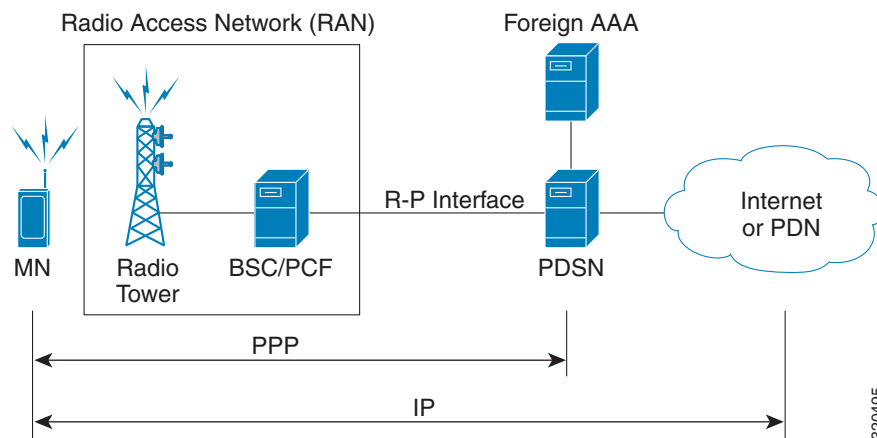 Radio Access Network (RAN)
Foreign AAA
R-P Interface
Internet
or PDN
MN
Radio
Tower
BSC/PCF
PDSN
PPP
IP